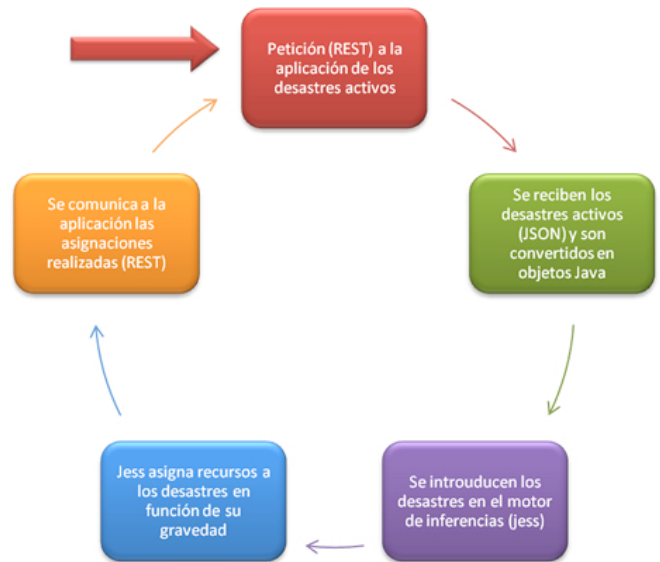 Petición (REST) a la
aplicación de los
desastres activos
Se reciben los
desastres activos
(JSON) y son
convertidos en
objetos Java
Se introuducen los
desastres en el motor
de inferencias (jess)
Jess asigna recursos a
los desastres en
función de su
gravedad
Se comunica a la
aplicación las
asignaciones
realizadas (REST)